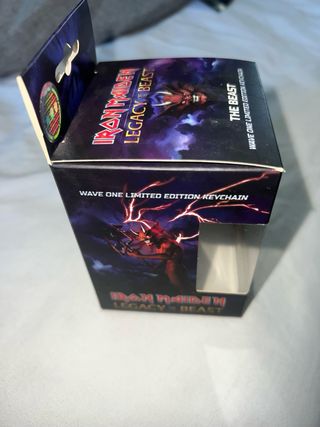 IRON MAIDEN
LEGACY OF THE BEAST
THE BEAST
WAVE ONE LIMITED EDITION KEYCHAIN
WAVE ONE LIMITED EDITION KEYCHAIN
IRON MAIDEN
LEGACY OF THE BEAST